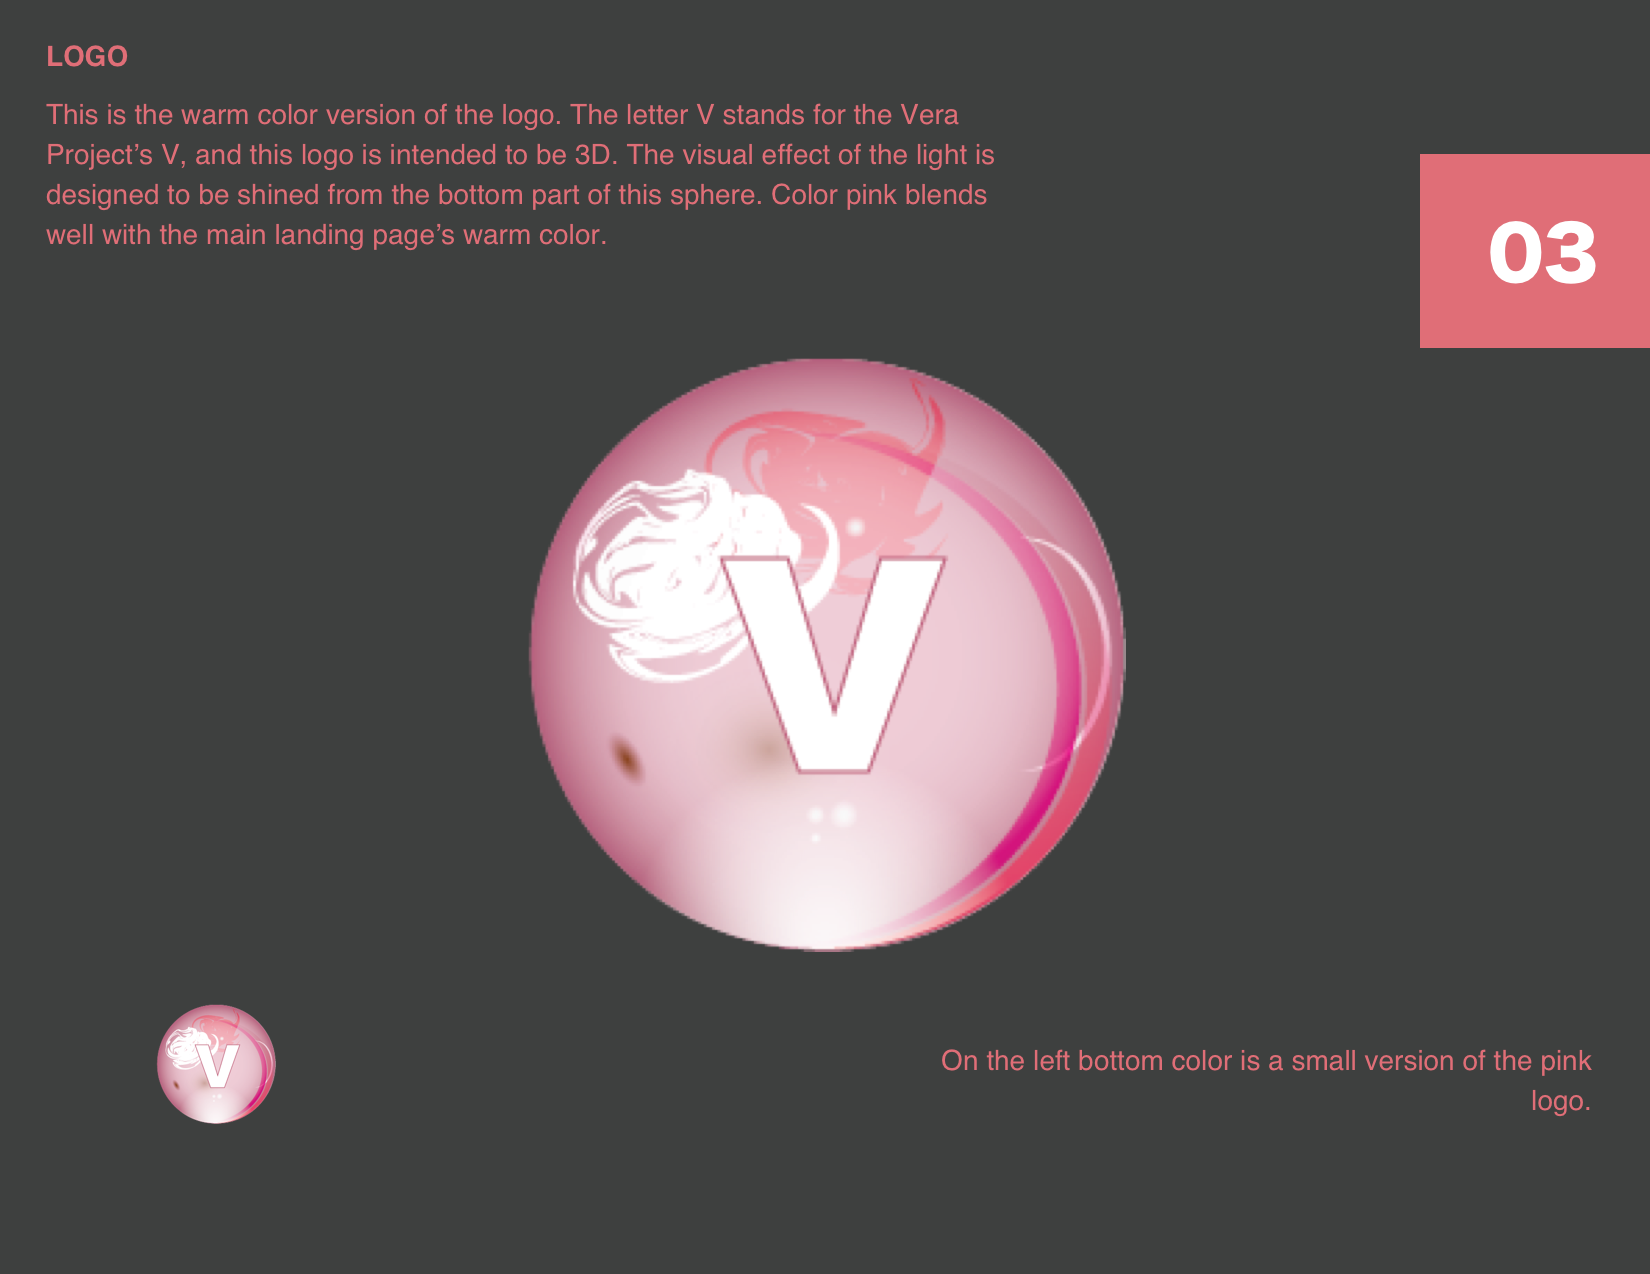 LOGO
This is the warm color version of the logo. The letter V stands for the Vera
Project’s V, and this logo is intended to be 3D. The visual effect of the light is
designed to be shined from the bottom part of this sphere. Color pink blends
well with the main landing page’s warm color.
03
V
V
On the left bottom color is a small version of the pink
logo.